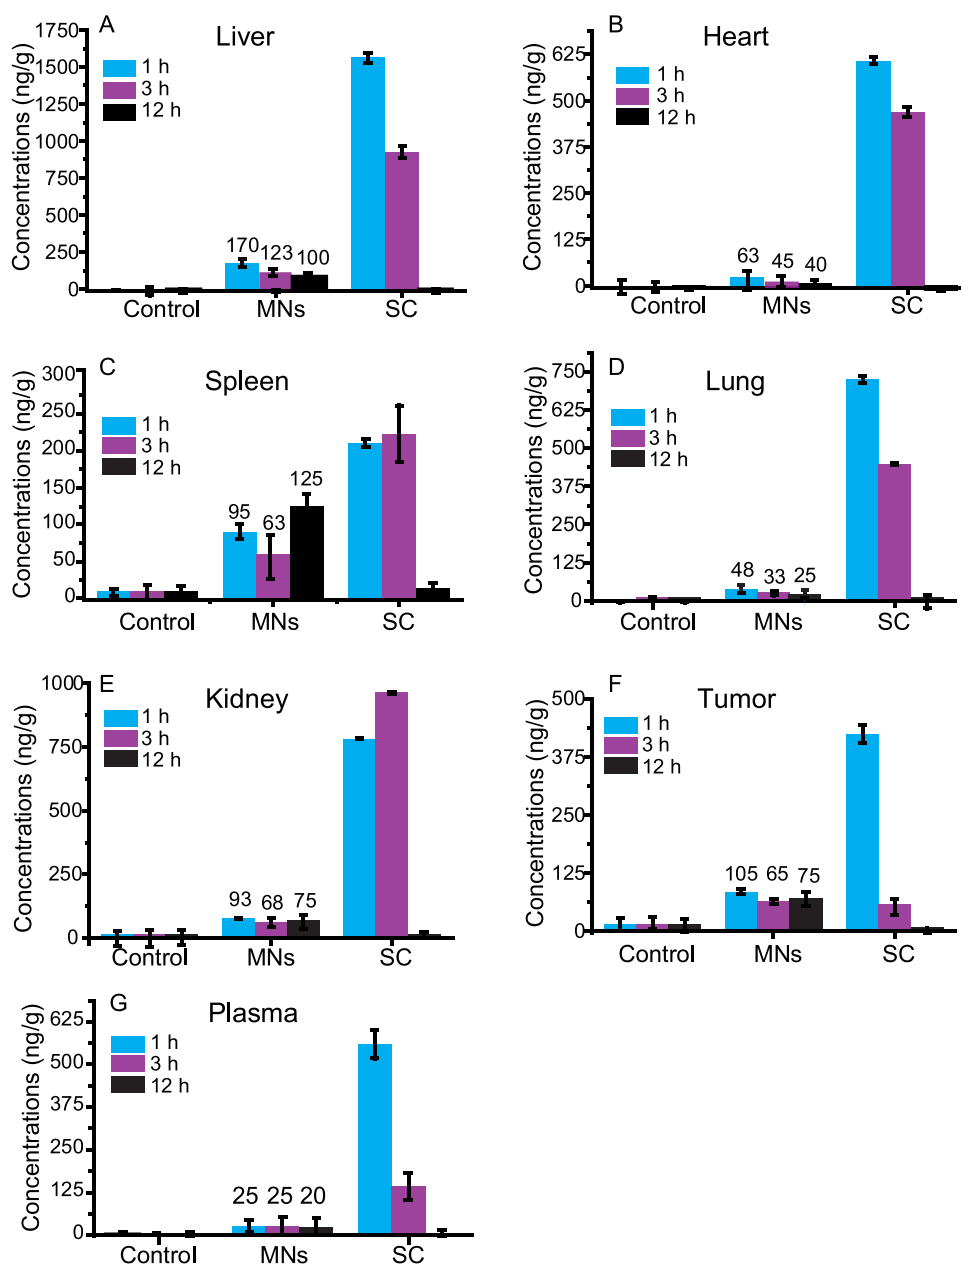 A
Liver
Concentrations (ng/g)
1750
1500
1250
1000
750
500
250
0
1 h
3 h
12 h
170 123 100
Control MNs SC
B
Heart
Concentrations (ng/g)
625
500
375
250
125
0
1 h
3 h
12 h
63 45 40
Control MNs SC
C
Spleen
Concentrations (ng/g)
300
250
200
150
100
50
0
1 h
3 h
12 h
95 63 125
Control MNs SC
D
Lung
Concentrations (ng/g)
750
625
500
375
250
125
0
1 h
3 h
12 h
48 33 25
Control MNs SC
E
Kidney
Concentrations (ng/g)
1000
750
500
250
0
1 h
3 h
12 h
93 68 75
Control MNs SC
F
Tumor
Concentrations (ng/g)
500
375
250
125
0
1 h
3 h
12 h
105 65 75
Control MNs SC
G
Plasma
Concentrations (ng/g)
625
500
375
250
125
0
1 h
3 h
12 h
25 25 20
Control MNs SC